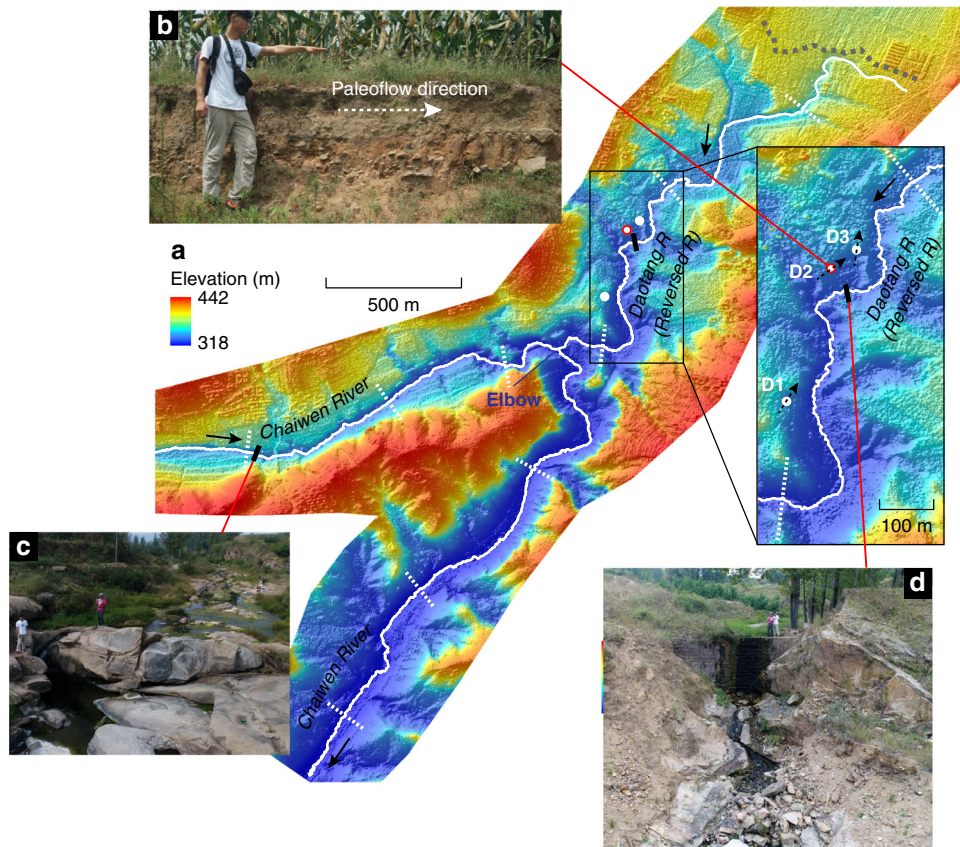 b
Paleoflow direction
a
Elevation (m)
442
318
500 m
Chaiwen River
Elbow
Daotang R
(Reversed R)
D3
D2
Daotang R
(Reversed R)
D1
100 m
c
Chaiwen River
d